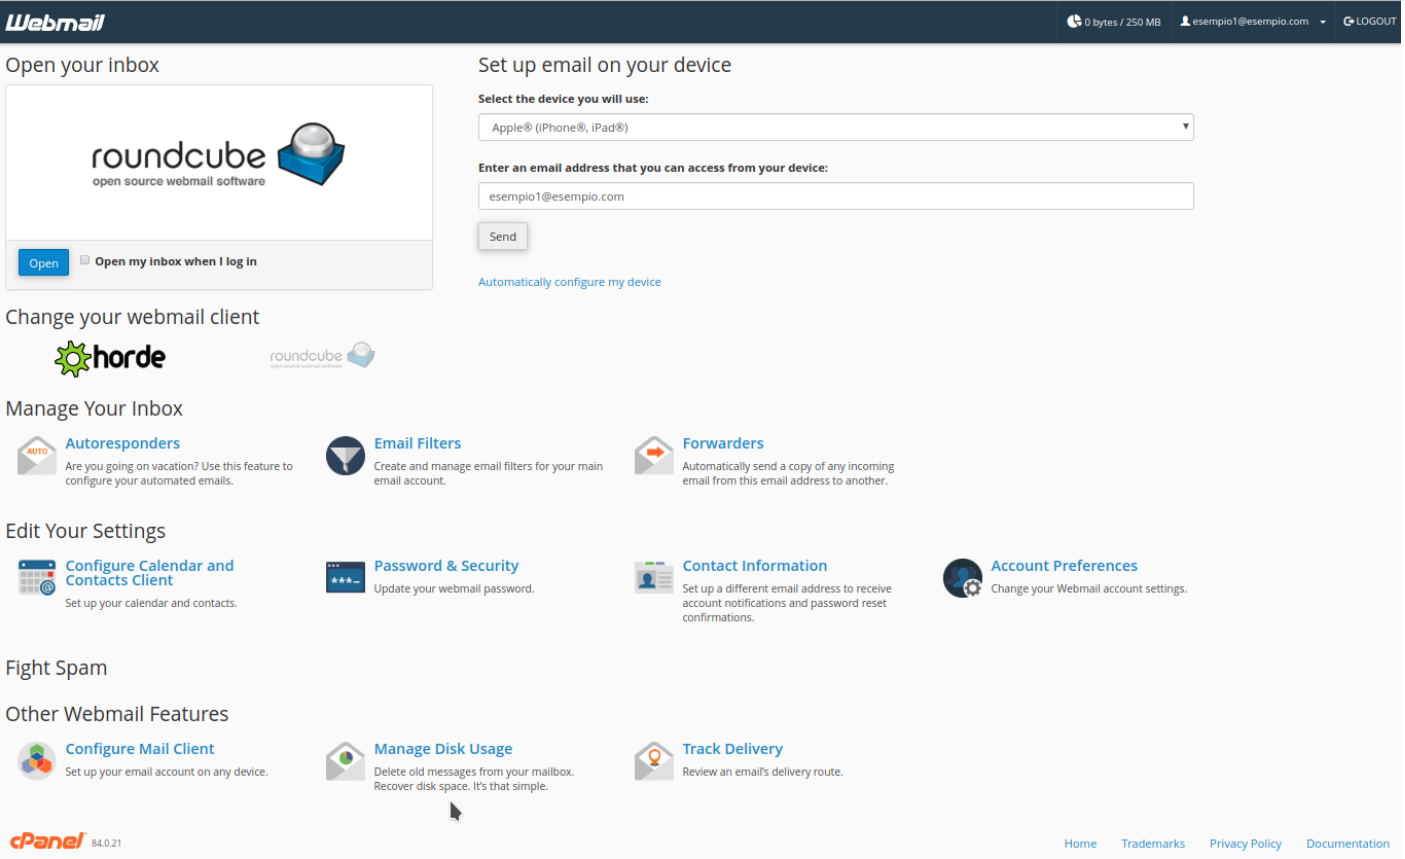 Webmail
0 bytes / 250 MB
esempio1@esempio.com
LOGOUT
Open your inbox
roundcube
open source webmail software
Open
Open my inbox when I log in
Set up email on your device
Select the device you will use:
Apple® (iPhone®, iPad®)
Enter an email address that you can access from your device:
esempio1@esempio.com
Send
Automatically configure my device
Change your webmail client
horde
roundcube
open source webmail software
Manage Your Inbox
AUTO
Autoresponders
Are you going on vacation? Use this feature to
configure your automated emails.
Email Filters
Create and manage email filters for your main
email account.
Forwarders
Automatically send a copy of any incoming
email from this email address to another.
Edit Your Settings
@
Configure Calendar and
Contacts Client
Set up your calendar and contacts.
***_
Password & Security
Update your webmail password.
Contact Information
Set up a different email address to receive
account notifications and password reset
confirmations.
Account Preferences
Change your Webmail account settings.
Fight Spam
Other Webmail Features
Configure Mail Client
Set up your email account on any device.
Manage Disk Usage
Delete old messages from your mailbox.
Recover disk space. It's that simple.
Track Delivery
Review an email's delivery route.
cPanel® 84.0.21
Home
Trademarks
Privacy Policy
Documentation